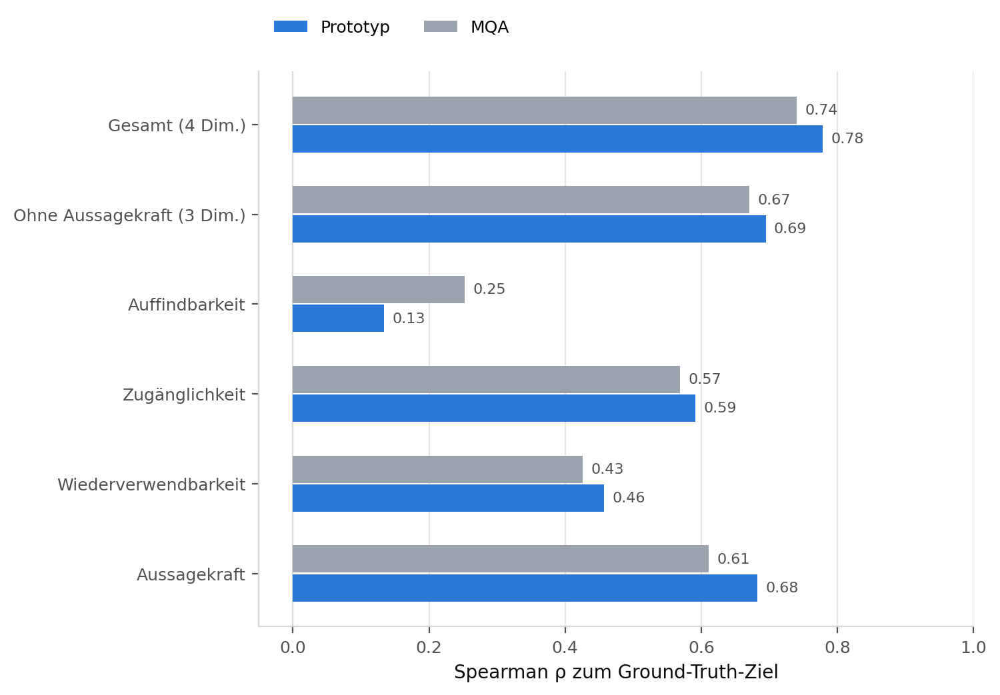 Prototyp MQA
Gesamt (4 Dim.) 0.74
0.78
Ohne Aussagekraft (3 Dim.) 0.67
0.69
Auffindbarkeit 0.25
0.13
Zugänglichkeit 0.57
0.59
Wiederverwendbarkeit 0.43
0.46
Aussagekraft 0.61
0.68
0.0 0.2 0.4 0.6 0.8 1.0
Spearman ρ zum Ground-Truth-Ziel